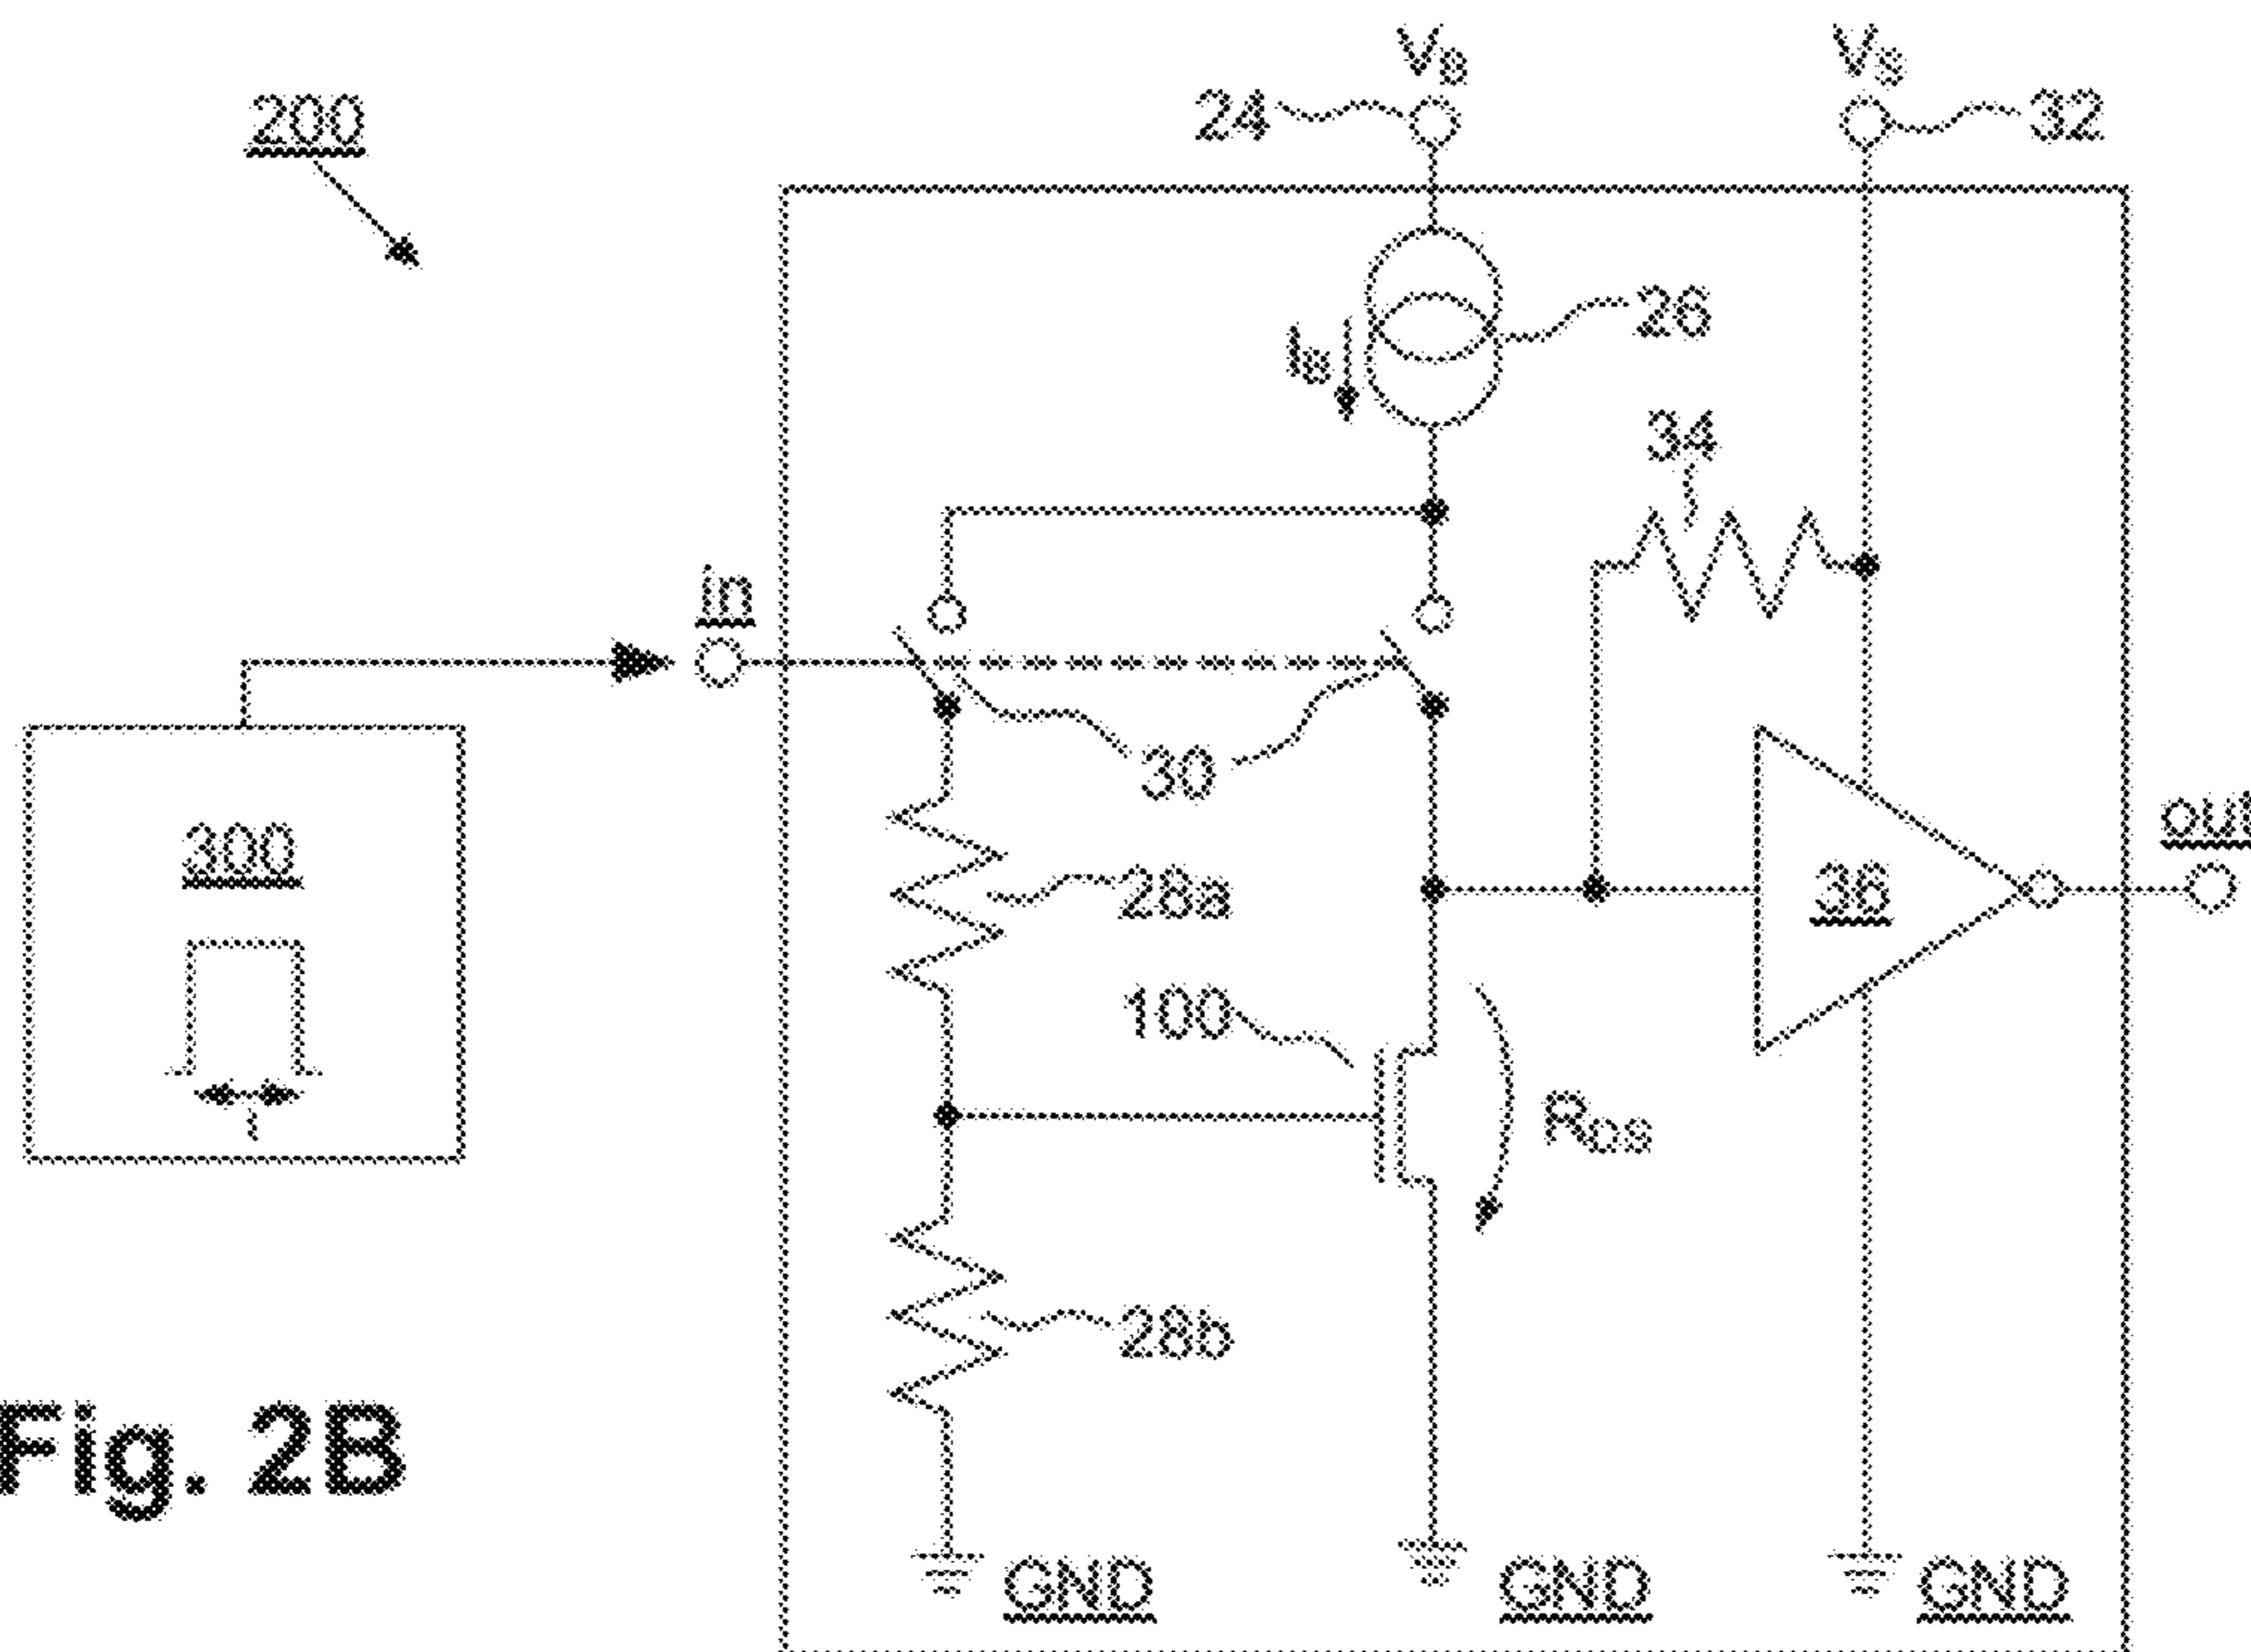 V_B
V_S
200
24
32
26
I_B
34
in
30
300
out
28a
36
100
R_DS
28b
Fig. 2B
GND
GND
GND